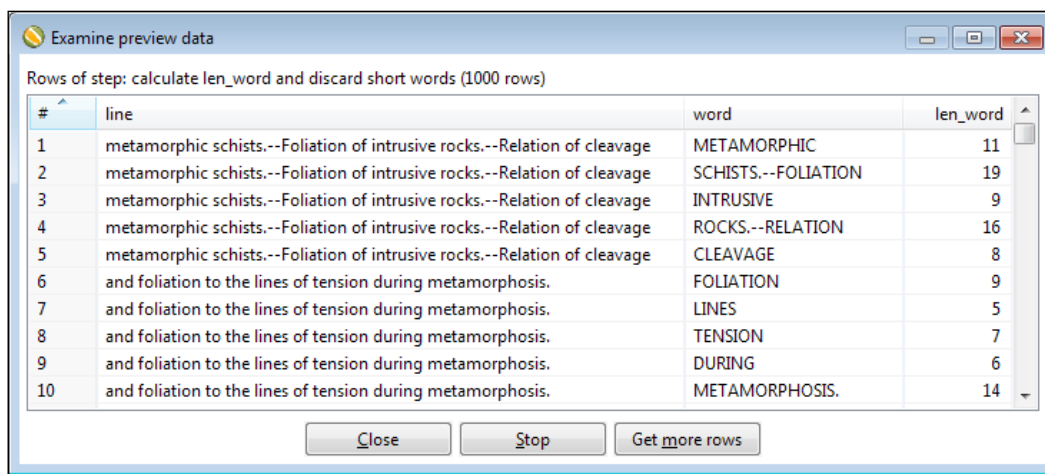 Examine preview data
Rows of step: calculate len_word and discard short words (1000 rows)
# line word len_word
1 metamorphic schists.--Foliation of intrusive rocks.--Relation of cleavage METAMORPHIC 11
2 metamorphic schists.--Foliation of intrusive rocks.--Relation of cleavage SCHISTS.--FOLIATION 19
3 metamorphic schists.--Foliation of intrusive rocks.--Relation of cleavage INTRUSIVE 9
4 metamorphic schists.--Foliation of intrusive rocks.--Relation of cleavage ROCKS.--RELATION 16
5 metamorphic schists.--Foliation of intrusive rocks.--Relation of cleavage CLEAVAGE 8
6 and foliation to the lines of tension during metamorphosis. FOLIATION 9
7 and foliation to the lines of tension during metamorphosis. LINES 5
8 and foliation to the lines of tension during metamorphosis. TENSION 7
9 and foliation to the lines of tension during metamorphosis. DURING 6
10 and foliation to the lines of tension during metamorphosis. METAMORPHOSIS. 14
Close Stop Get more rows